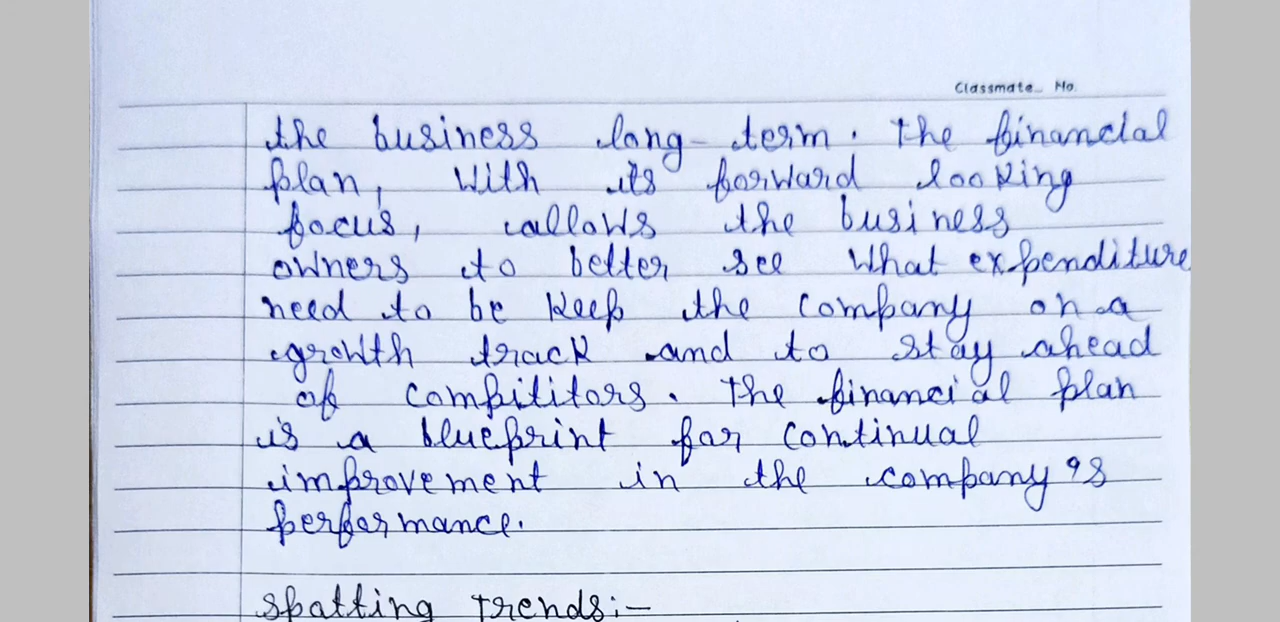 Classmate No.
the business long-term. The financial
plan, with its forward looking
focus, allows the business
owners to better see what expenditure
need to be keep the company on a
growth track and to stay ahead
of compititors. The financial plan
is a blueprint for continual
improvement in the company's
performance.
spotting trends:-